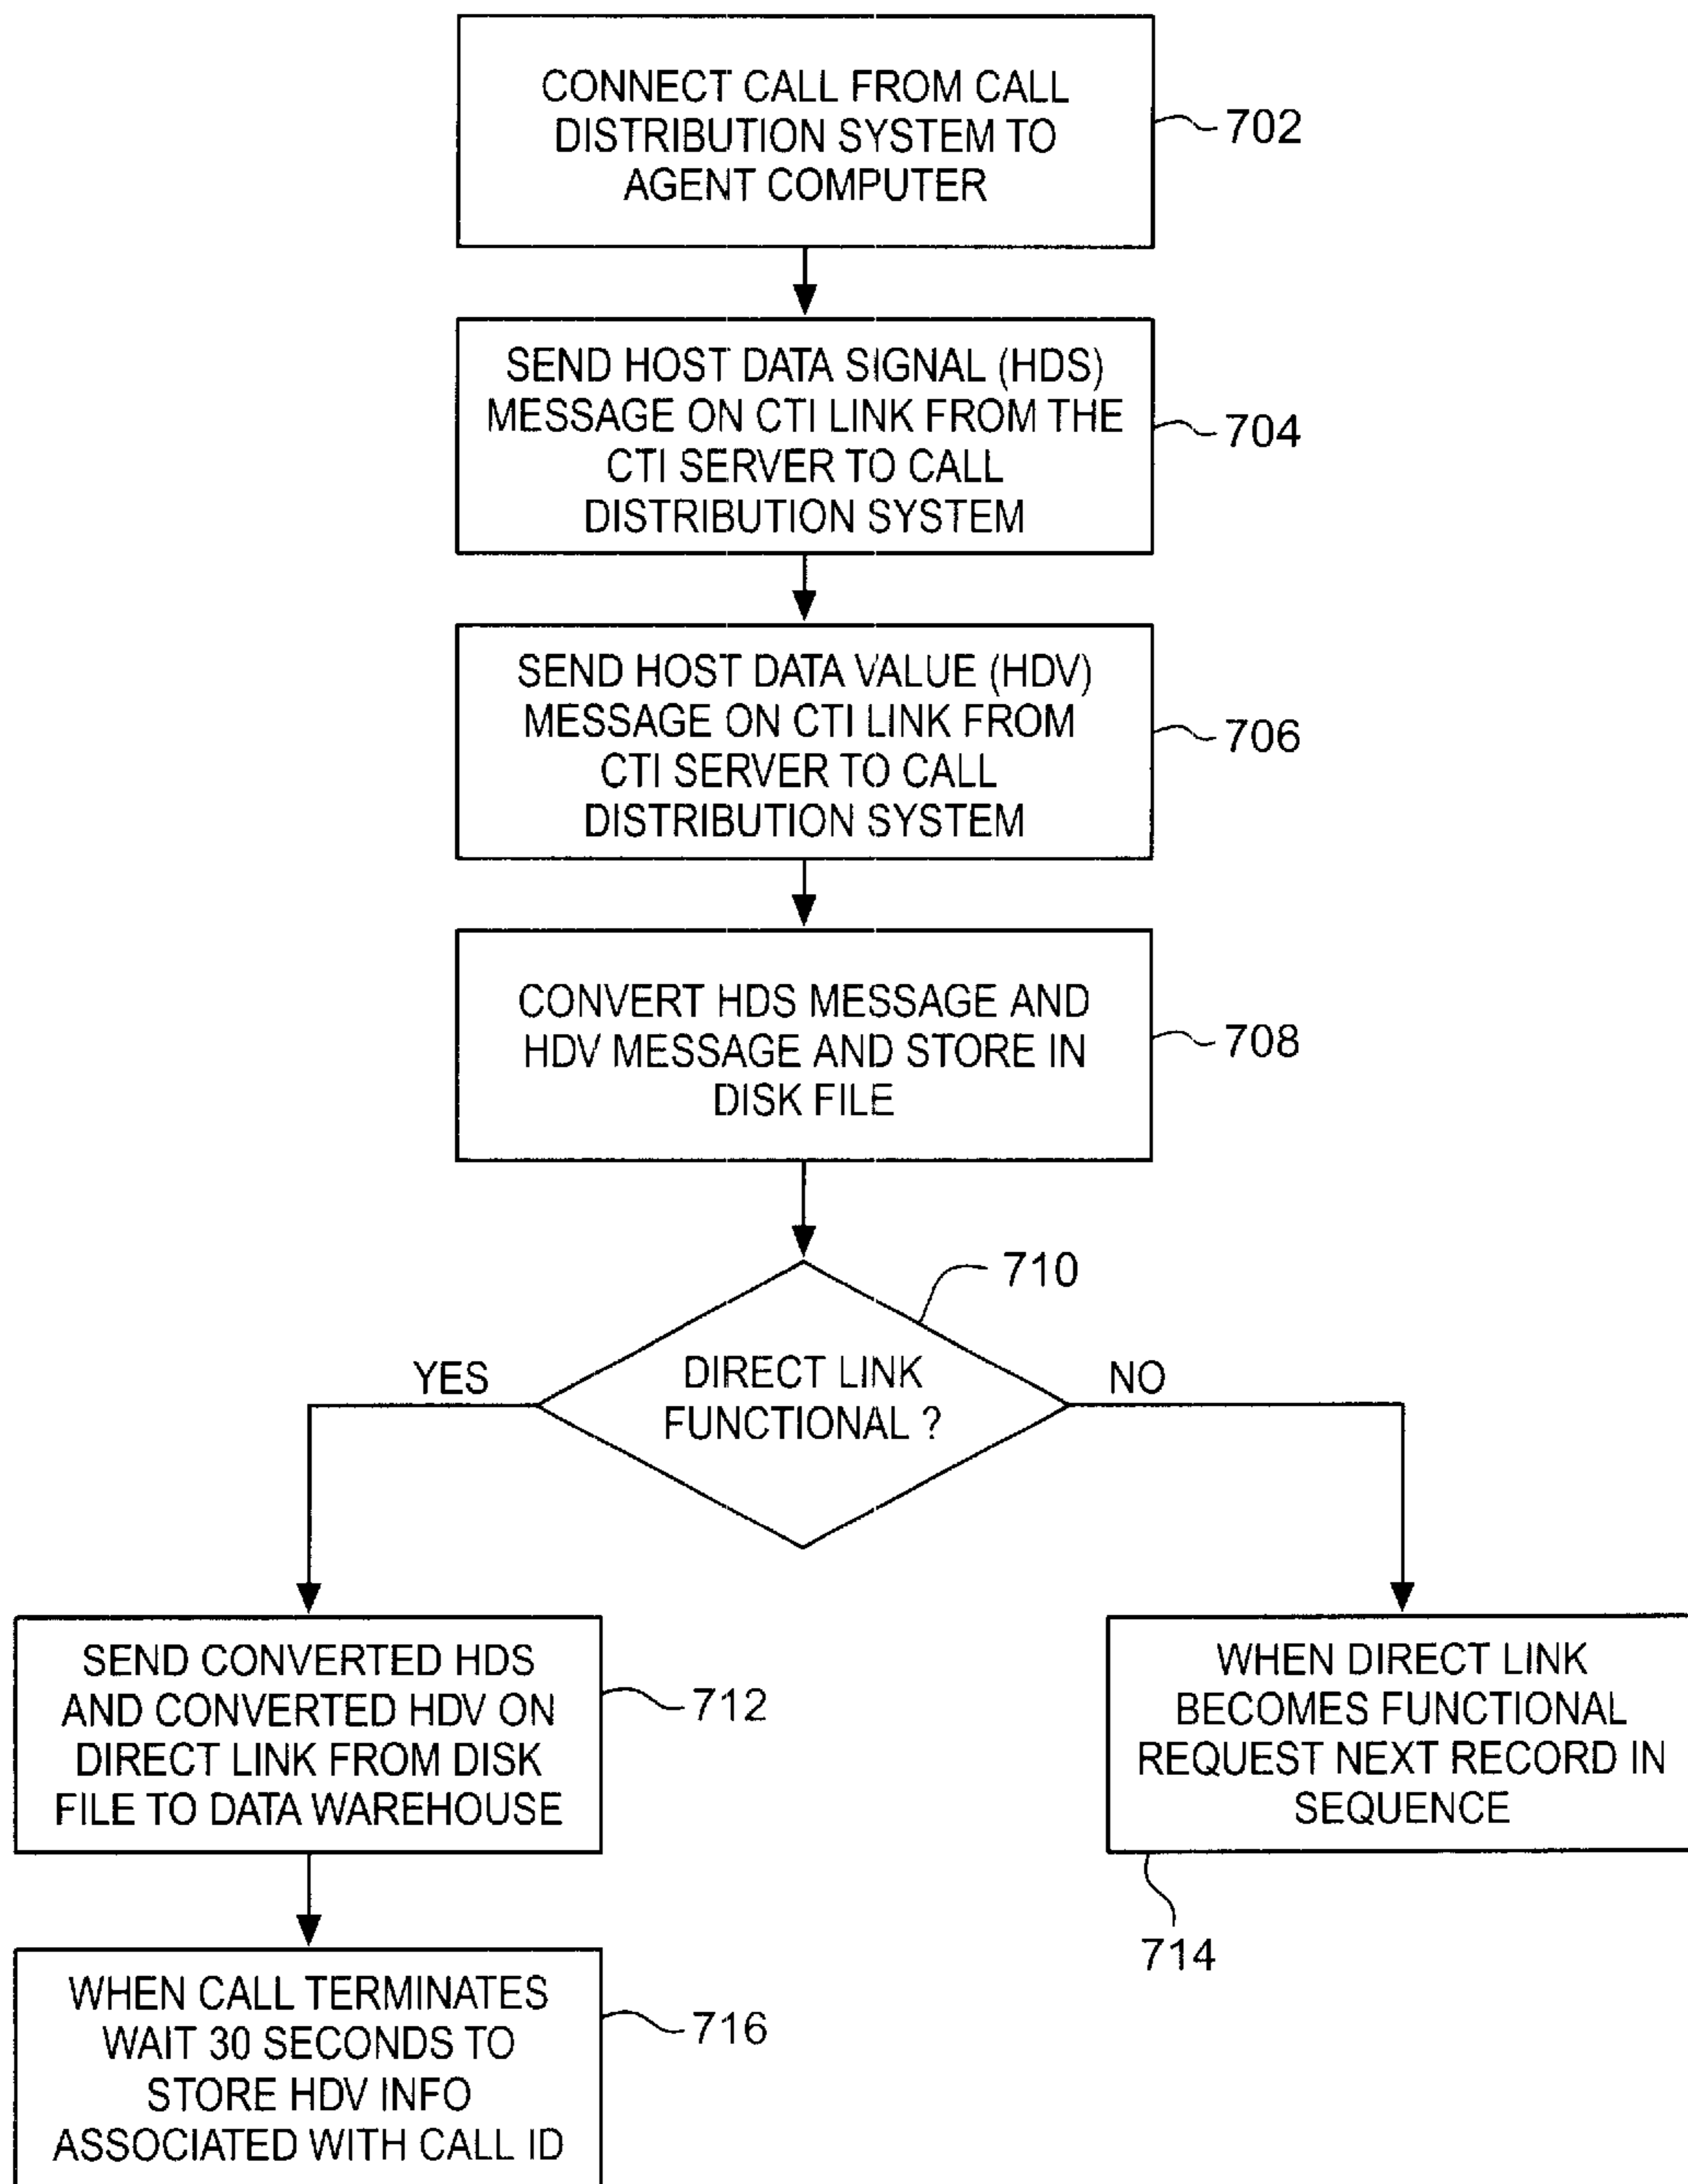 CONNECT CALL FROM CALL
DISTRIBUTION SYSTEM TO
AGENT COMPUTER
702
SEND HOST DATA SIGNAL (HDS)
MESSAGE ON CTI LINK FROM THE
CTI SERVER TO CALL
DISTRIBUTION SYSTEM
704
SEND HOST DATA VALUE (HDV)
MESSAGE ON CTI LINK FROM
CTI SERVER TO CALL
DISTRIBUTION SYSTEM
706
CONVERT HDS MESSAGE AND
HDV MESSAGE AND STORE IN
DISK FILE
708
710
DIRECT LINK
FUNCTIONAL ?
YES
NO
SEND CONVERTED HDS
AND CONVERTED HDV ON
DIRECT LINK FROM DISK
FILE TO DATA WAREHOUSE
712
WHEN DIRECT LINK
BECOMES FUNCTIONAL
REQUEST NEXT RECORD IN
SEQUENCE
714
WHEN CALL TERMINATES
WAIT 30 SECONDS TO
STORE HDV INFO
ASSOCIATED WITH CALL ID
716